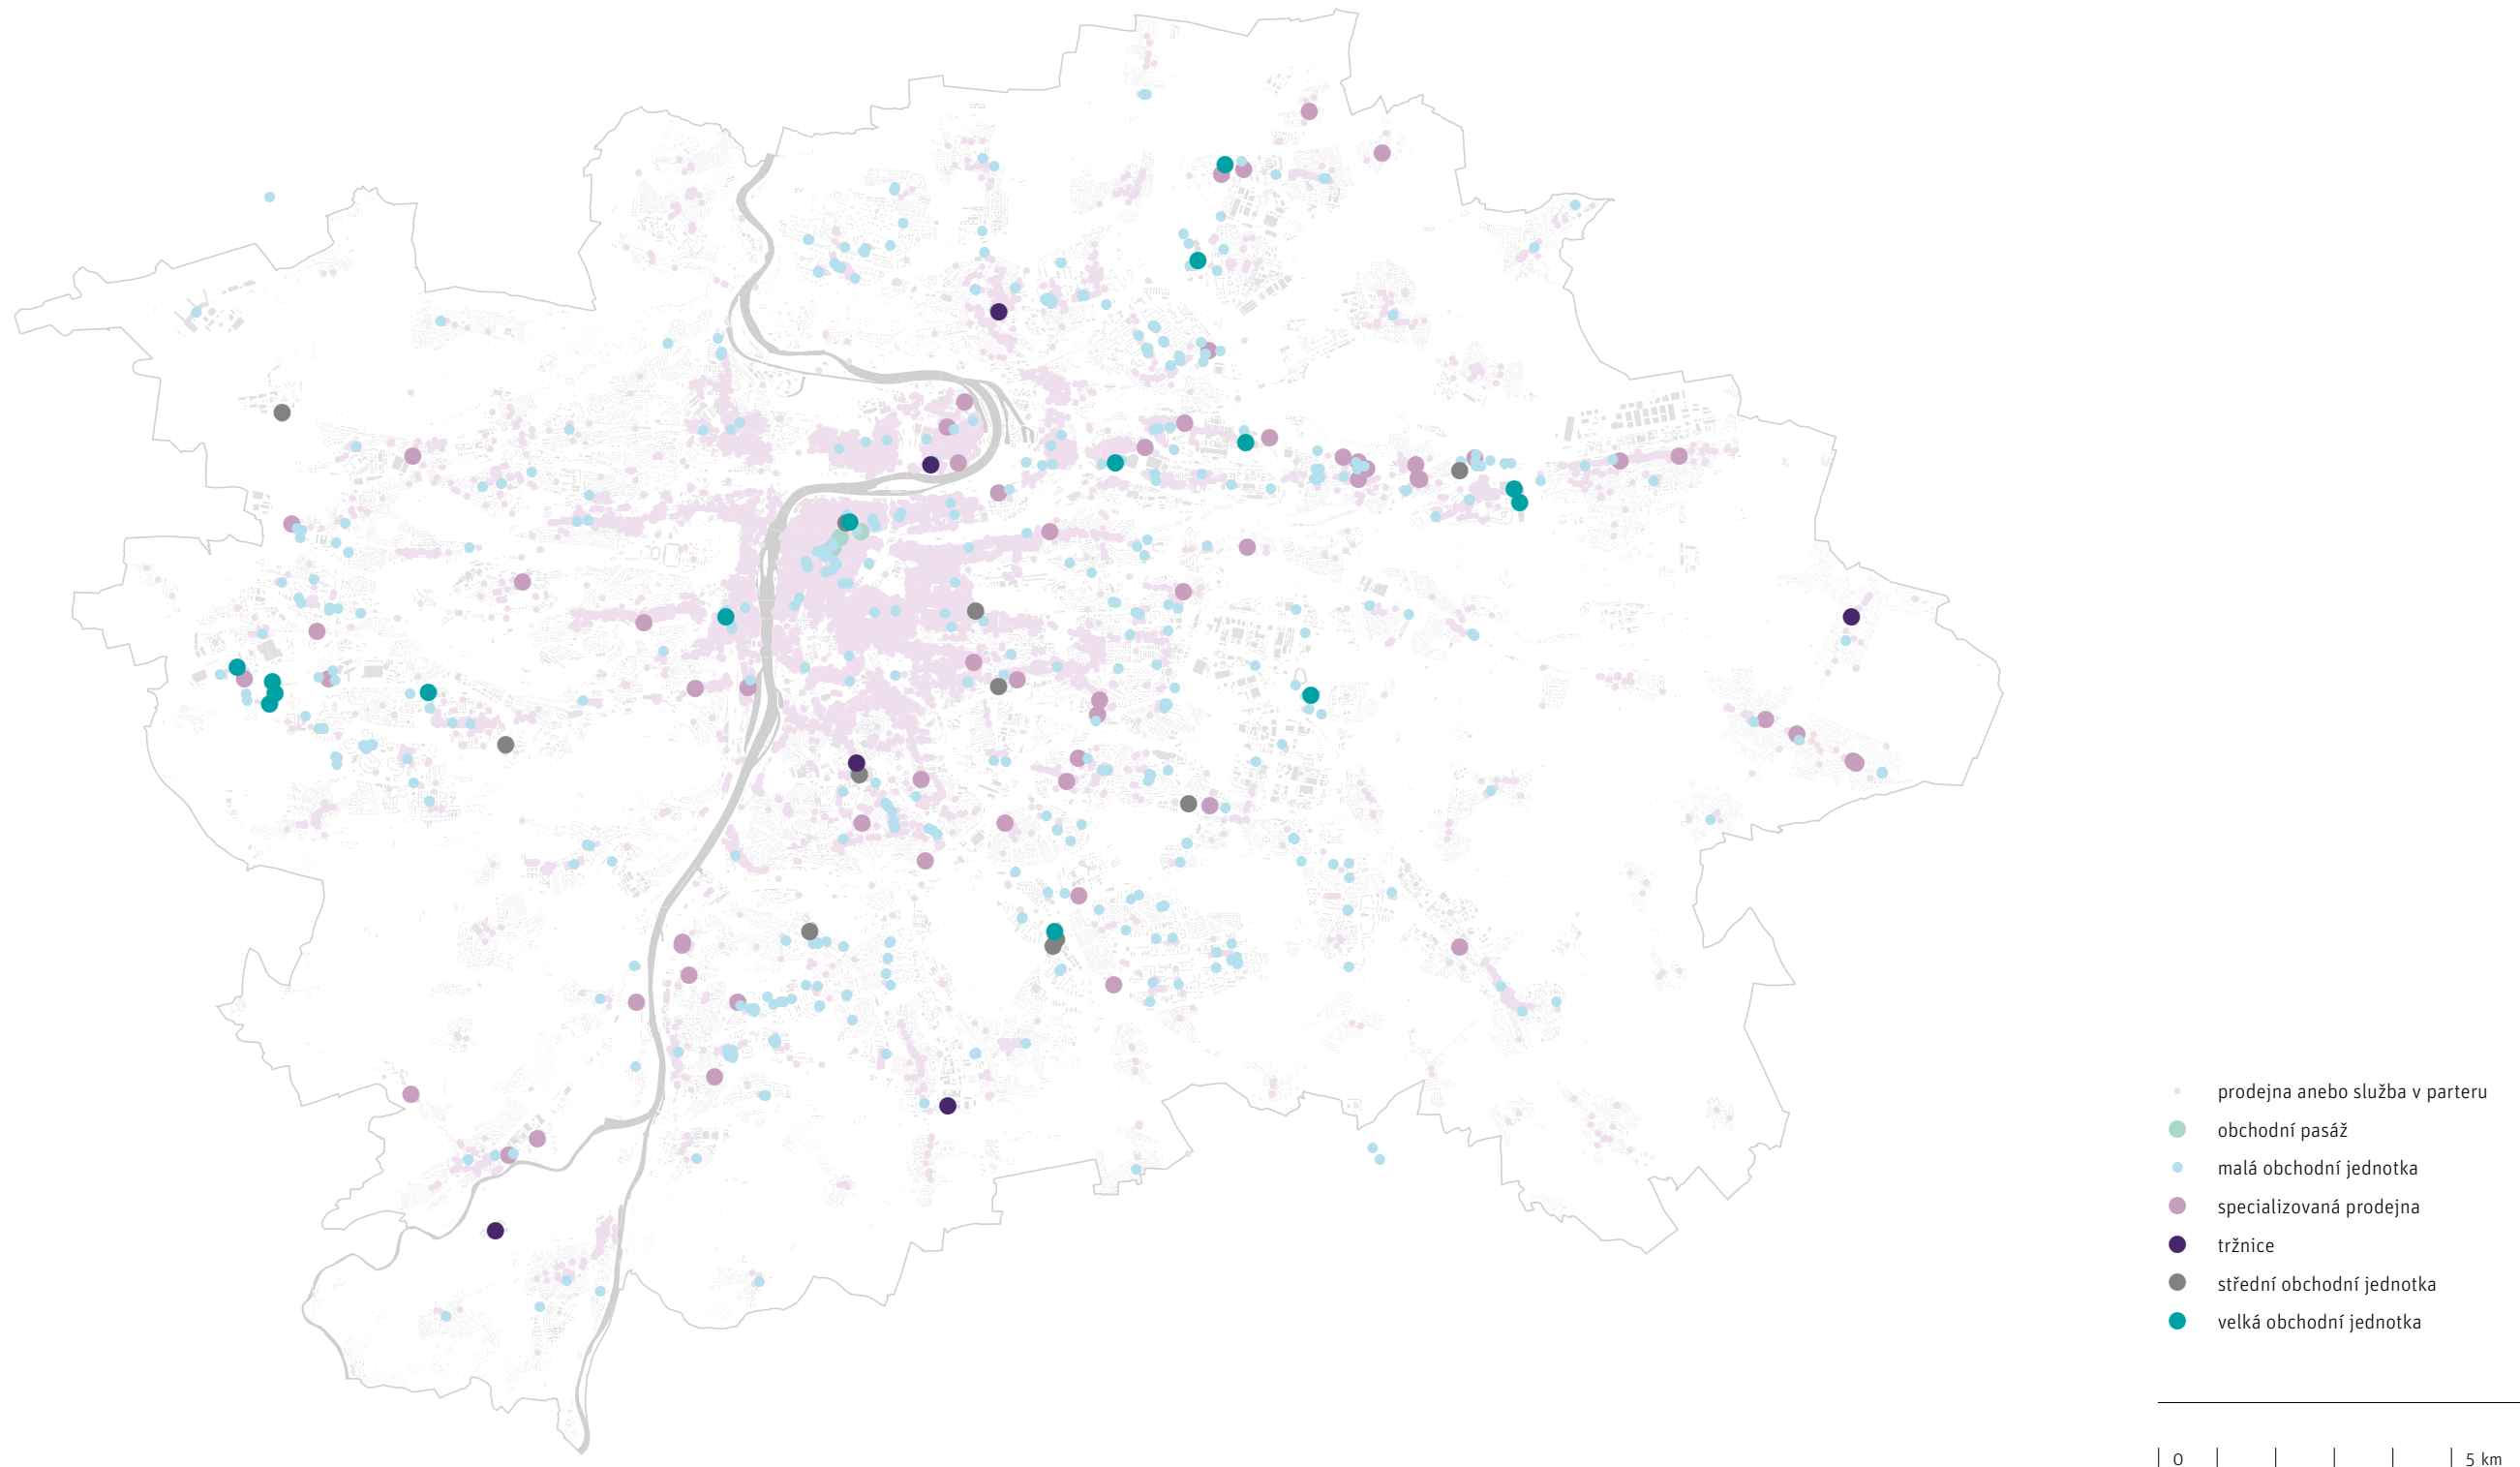 prodejna anebo služba v parteru
obchodní pasáž
malá obchodní jednotka
specializovaná prodejna
tržnice
střední obchodní jednotka
velká obchodní jednotka
0 5 km